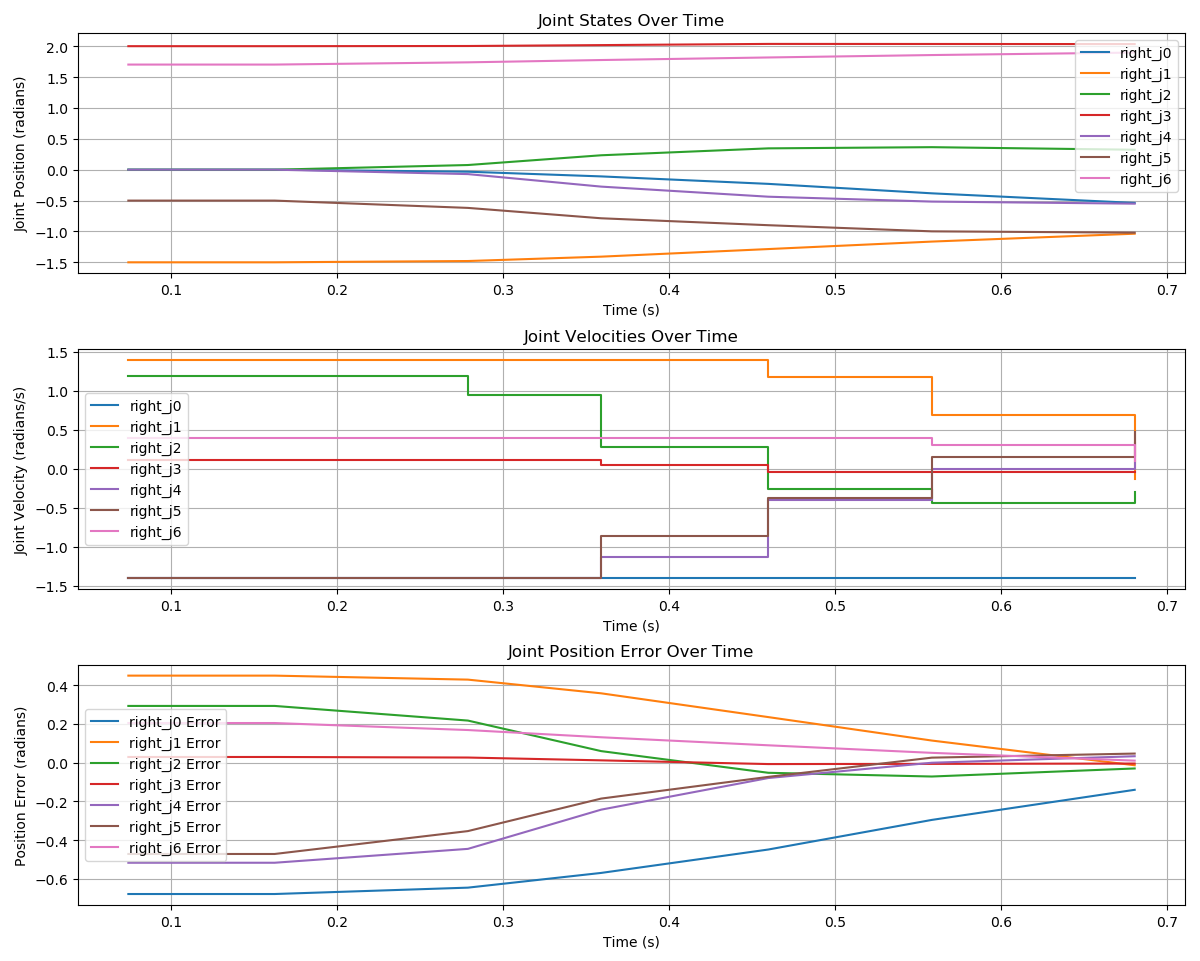 Joint States Over Time
Joint Position (radians)
2.0
1.5
1.0
0.5
0.0
−0.5
−1.0
−1.5
right_j0
right_j1
right_j2
right_j3
right_j4
right_j5
right_j6
0.1 0.2 0.3 0.4 0.5 0.6 0.7
Time (s)
Joint Velocities Over Time
Joint Velocity (radians/s)
1.5
1.0
0.5
0.0
−0.5
−1.0
−1.5
right_j0
right_j1
right_j2
right_j3
right_j4
right_j5
right_j6
0.1 0.2 0.3 0.4 0.5 0.6 0.7
Time (s)
Joint Position Error Over Time
Position Error (radians)
0.4
0.2
0.0
−0.2
−0.4
−0.6
right_j0 Error
right_j1 Error
right_j2 Error
right_j3 Error
right_j4 Error
right_j5 Error
right_j6 Error
0.1 0.2 0.3 0.4 0.5 0.6 0.7
Time (s)